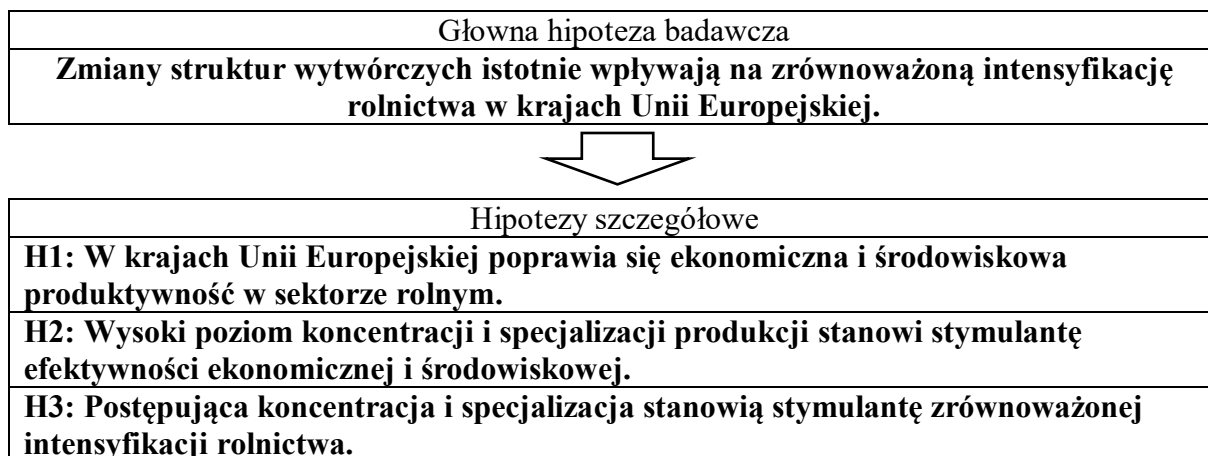 Głowna hipoteza badawcza
Zmiany struktur wytwórczych istotnie wpływają na zrównoważoną intensyfikację
rolnictwa w krajach Unii Europejskiej.
Hipotezy szczegółowe
H1: W krajach Unii Europejskiej poprawia się ekonomiczna i środowiskowa
produktywność w sektorze rolnym.
H2: Wysoki poziom koncentracji i specjalizacji produkcji stanowi stymulantę
efektywności ekonomicznej i środowiskowej.
H3: Postępująca koncentracja i specjalizacja stanowią stymulantę zrównoważonej
intensyfikacji rolnictwa.